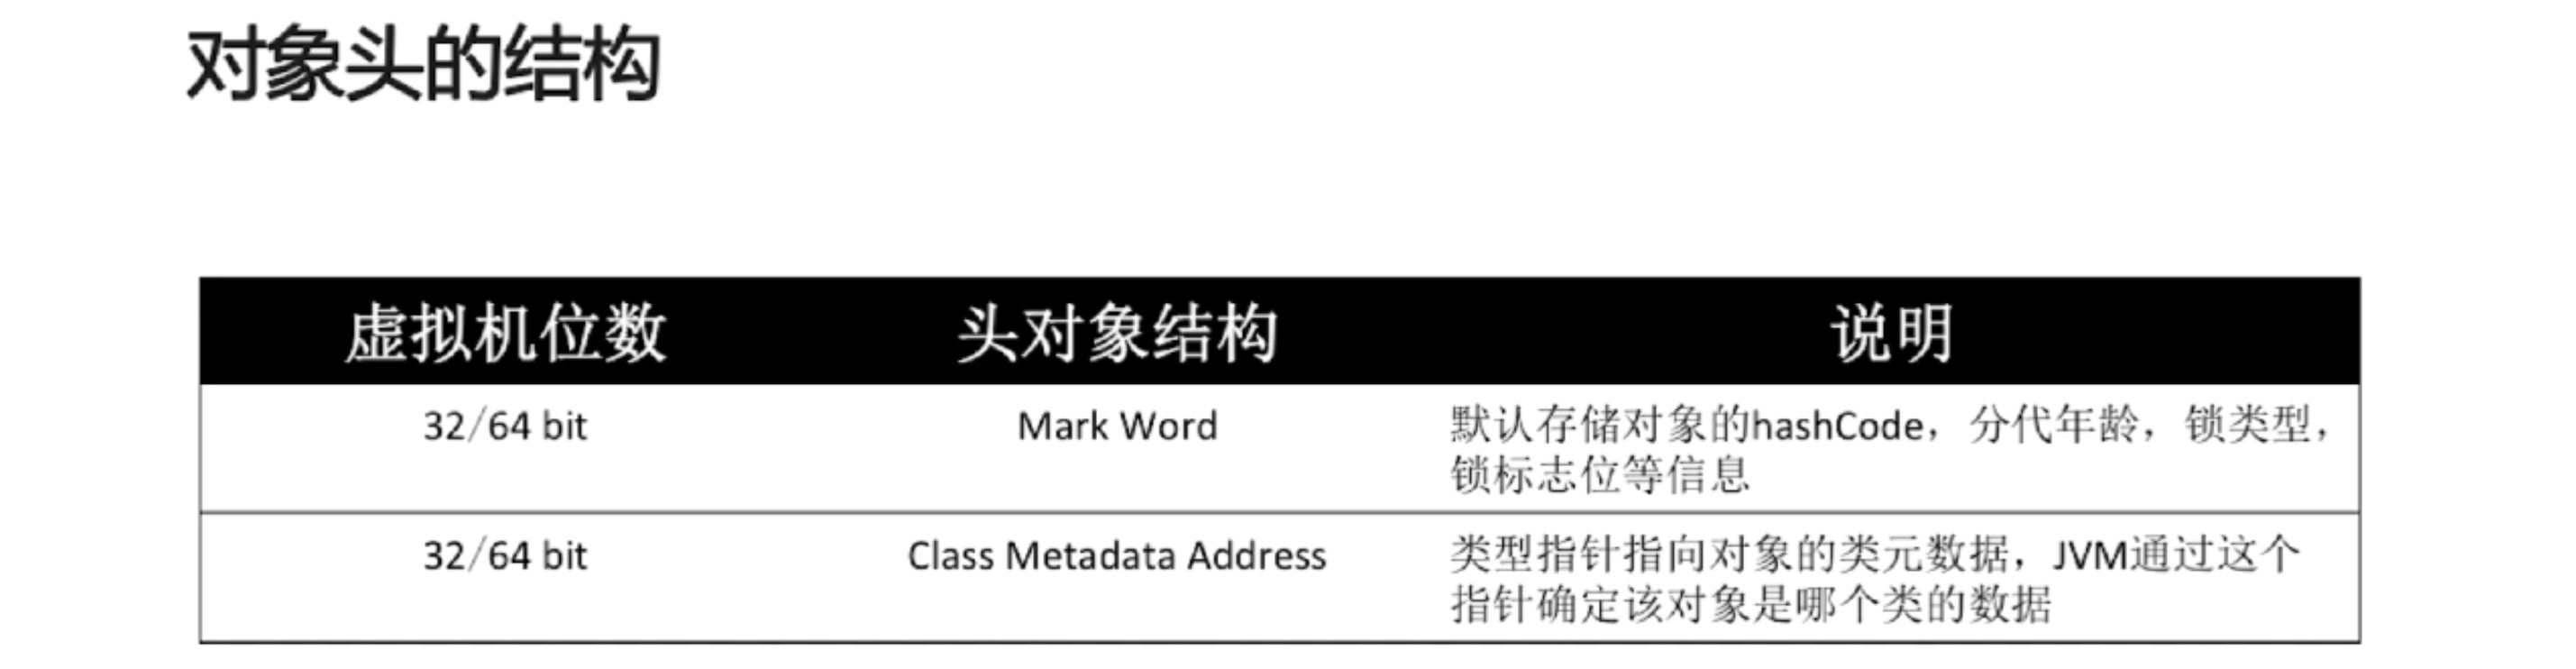 对象头的结构
虚拟机位数 头对象结构 说明
32/64 bit Mark Word 默认存储对象的hashCode，分代年龄，锁类型，
锁标志位等信息
32/64 bit Class Metadata Address 类型指针指向对象的类元数据，JVM通过这个
指针确定该对象是哪个类的数据